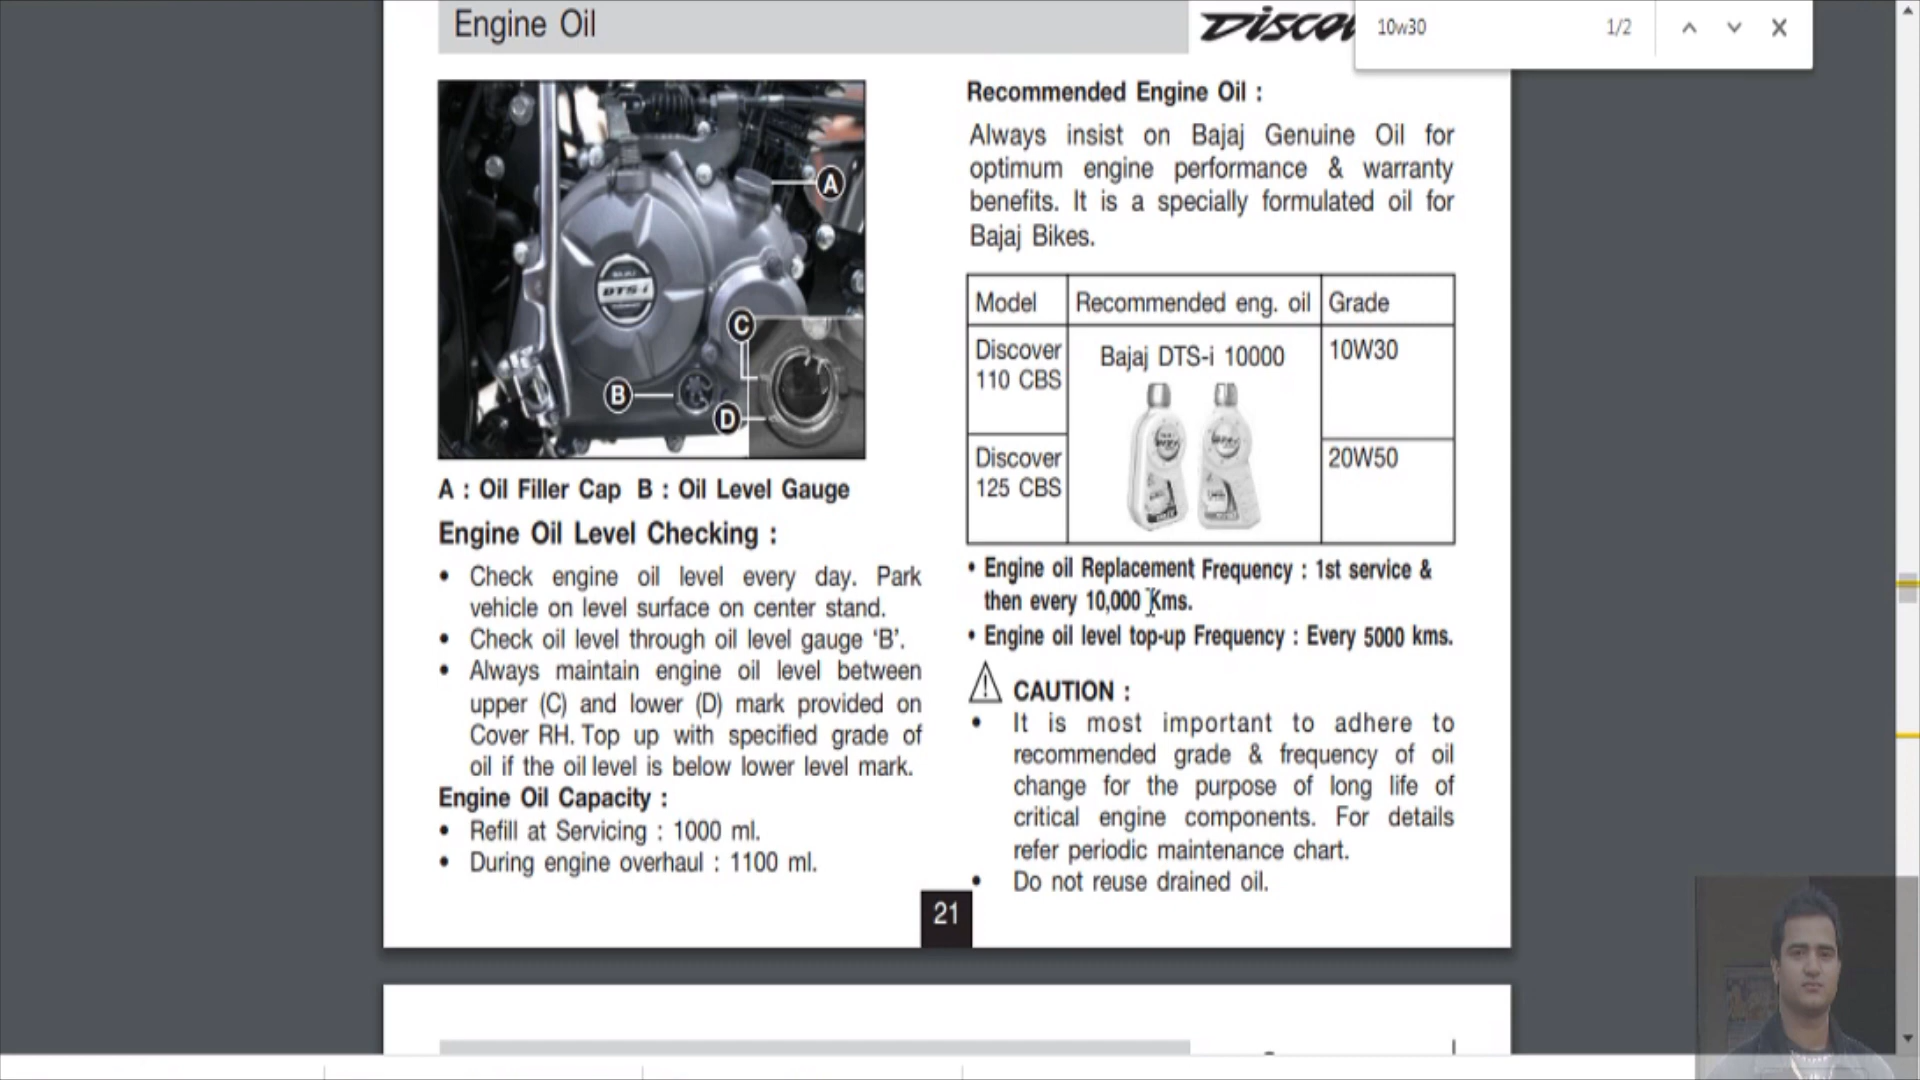 Engine Oil
10w30
1/2
A
C
B
D
DTS-i
A : Oil Filler Cap B : Oil Level Gauge
Engine Oil Level Checking :
• Check engine oil level every day. Park
vehicle on level surface on center stand.
• Check oil level through oil level gauge ‘B’.
• Always maintain engine oil level between
upper (C) and lower (D) mark provided on
Cover RH. Top up with specified grade of
oil if the oil level is below lower level mark.
Engine Oil Capacity :
• Refill at Servicing : 1000 ml.
• During engine overhaul : 1100 ml.
Recommended Engine Oil :
Always insist on Bajaj Genuine Oil for
optimum engine performance & warranty
benefits. It is a specially formulated oil for
Bajaj Bikes.
Model Recommended eng. oil Grade
Discover
110 CBS
Bajaj DTS-i 10000
10W30
Discover
125 CBS
20W50
• Engine oil Replacement Frequency : 1st service &
then every 10,000 Kms.
• Engine oil level top-up Frequency : Every 5000 kms.
CAUTION :
• It is most important to adhere to
recommended grade & frequency of oil
change for the purpose of long life of
critical engine components. For details
refer periodic maintenance chart.
• Do not reuse drained oil.
21